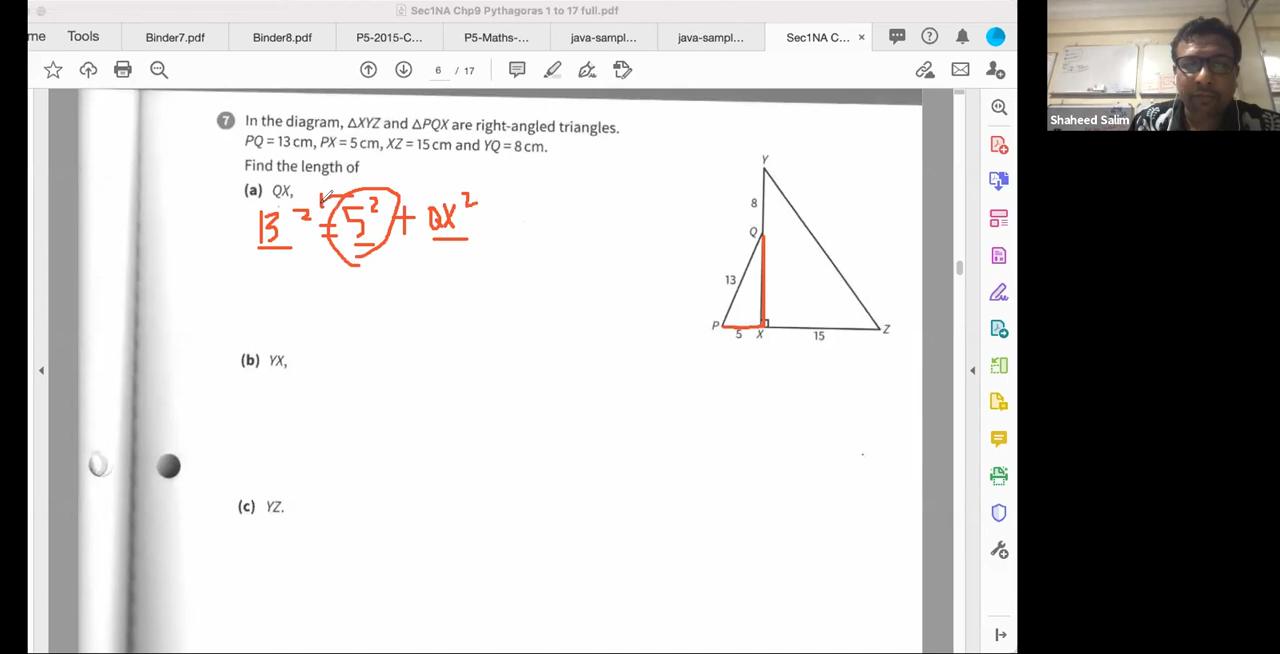 Sec1NA Chp9 Pythagoras 1 to 17 full.pdf
me Tools Binder7.pdf Binder8.pdf P5-2015-C... P5-Maths-... java-sampl... java-sampl... Sec1NA C... ×
6 / 17
Shaheed Salim
7 In the diagram, △XYZ and △PQX are right-angled triangles.
PQ = 13 cm, PX = 5 cm, XZ = 15 cm and YQ = 8 cm.
Find the length of
(a) QX,
13² = 5² + QX²
(b) YX,
(c) YZ.
Y
8
Q
13
P
5
X
15
Z